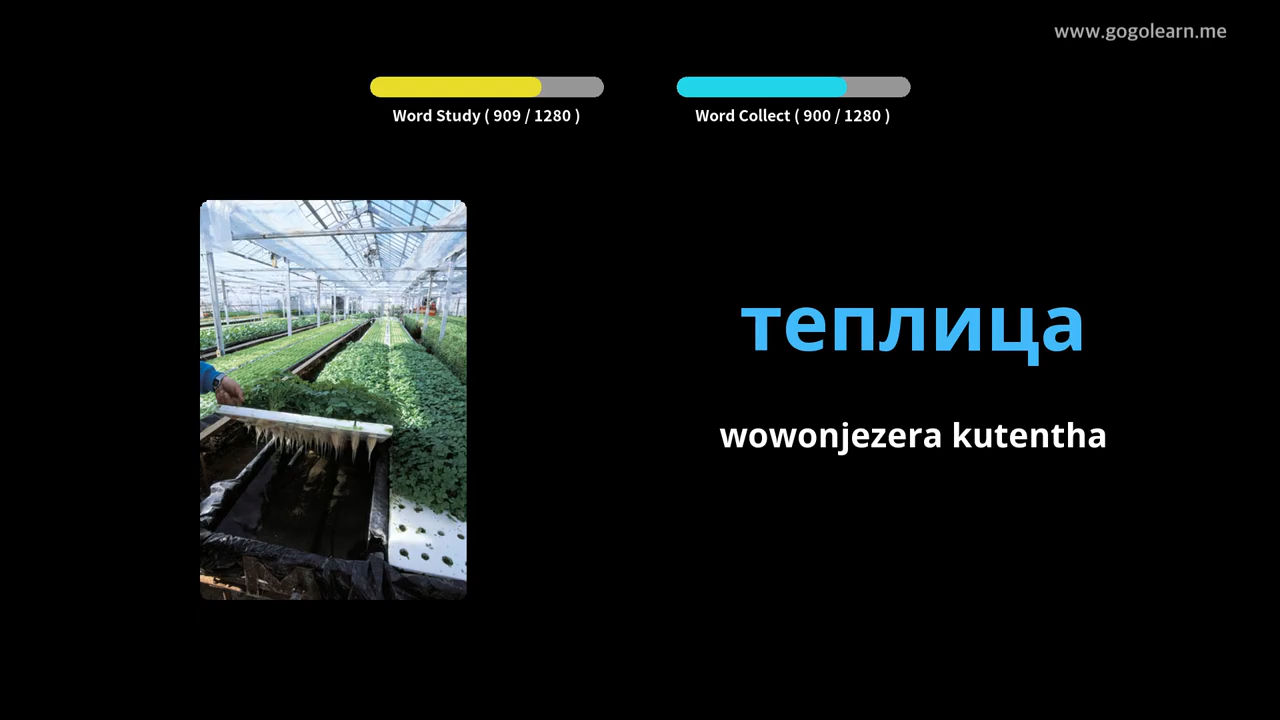 www.gogolearn.me
Word Study ( 909 / 1280 )
Word Collect ( 900 / 1280 )
теплица
wowonjezera kutentha